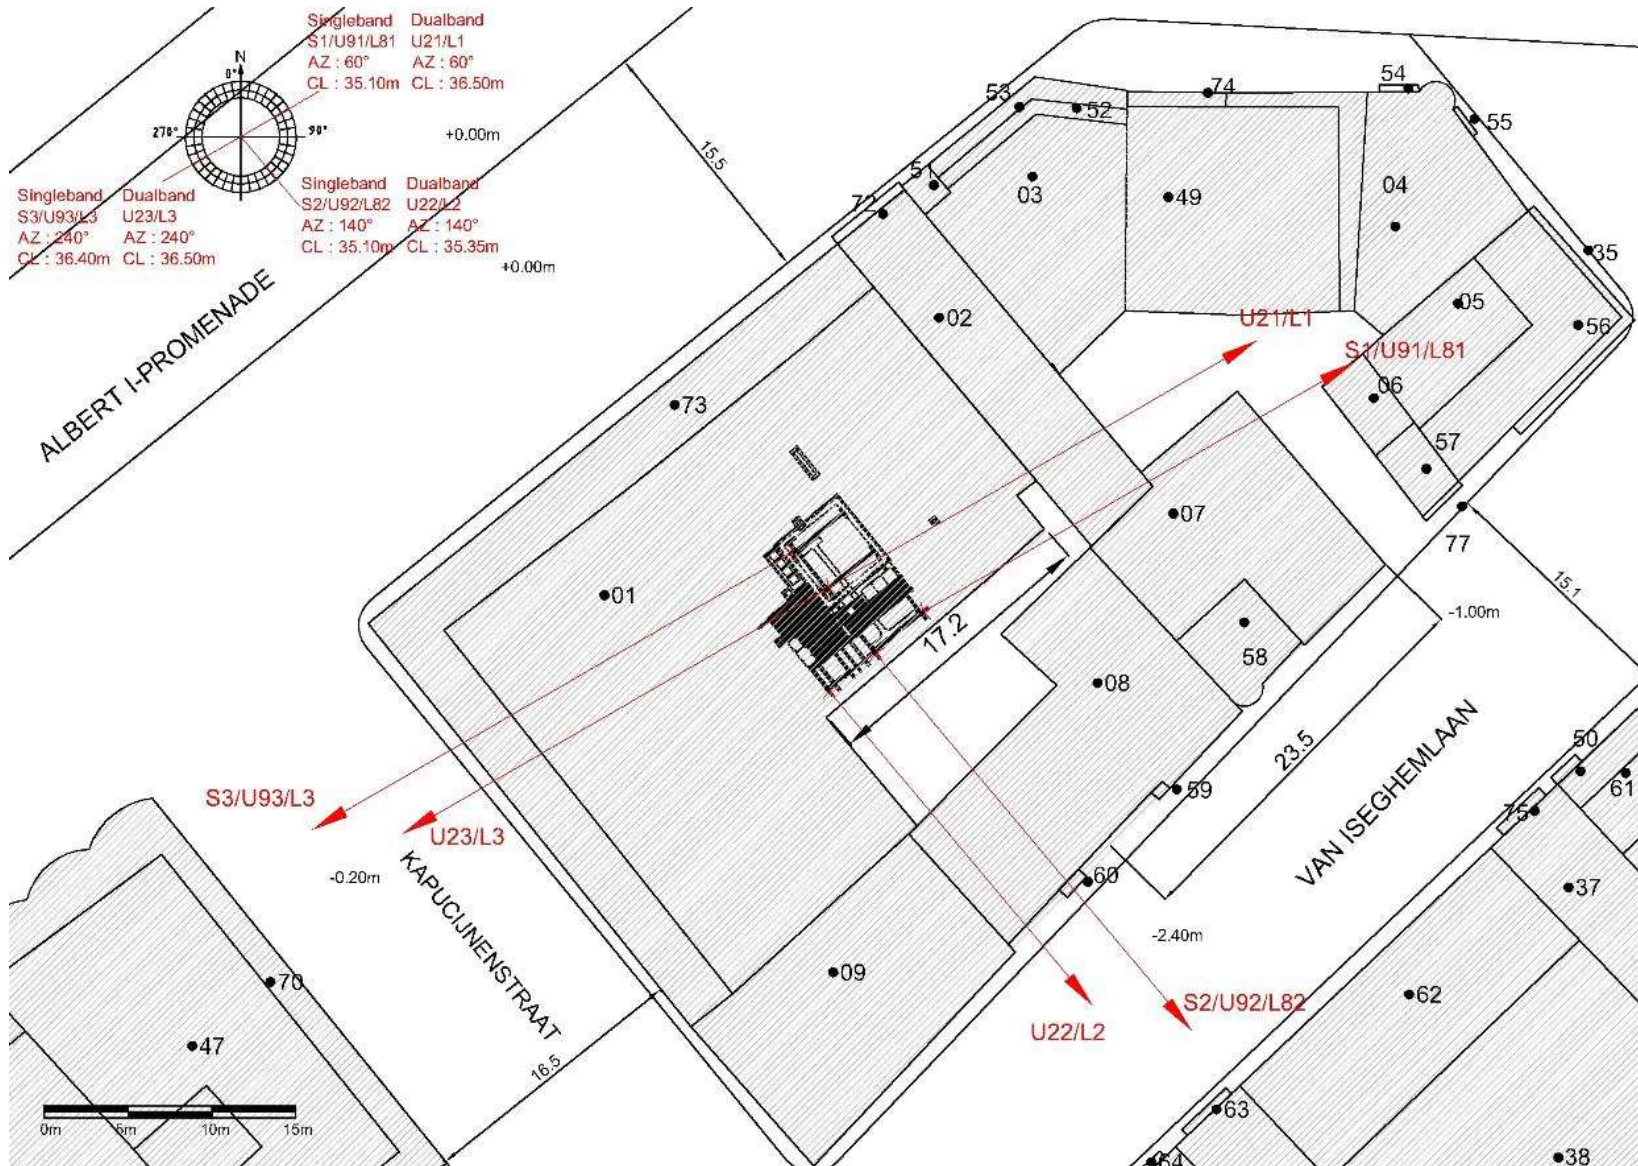 Singleband Dualband
S1/U91/L81 U21/L1
AZ : 60° AZ : 60°
CL : 35.10m CL : 36.50m
N
0°
270°
90°
+0.00m
Singleband Dualband
S3/U93/L3 U23/L3
AZ : 240° AZ : 240°
CL : 36.40m CL : 36.50m
Singleband Dualband
S2/U92/L82 U22/L2
AZ : 140° AZ : 140°
CL : 35.10m CL : 35.35m
+0.00m
ALBERT I-PROMENADE
15.5
53
52
74
54
55
51
72
03
49
04
35
02
05
56
U21/L1
S1/U91/L81
06
73
57
07
77
01
15.1
-1.00m
17.2
58
08
23.5
S3/U93/L3
U23/L3
59
50
61
75
VAN ISEGHEMLAAN
-0.20m
KAPUCIJNENSTRAAT
60
37
-2.40m
09
70
62
S2/U92/L82
U22/L2
47
16.5
63
0m 5m 10m 15m
64
38